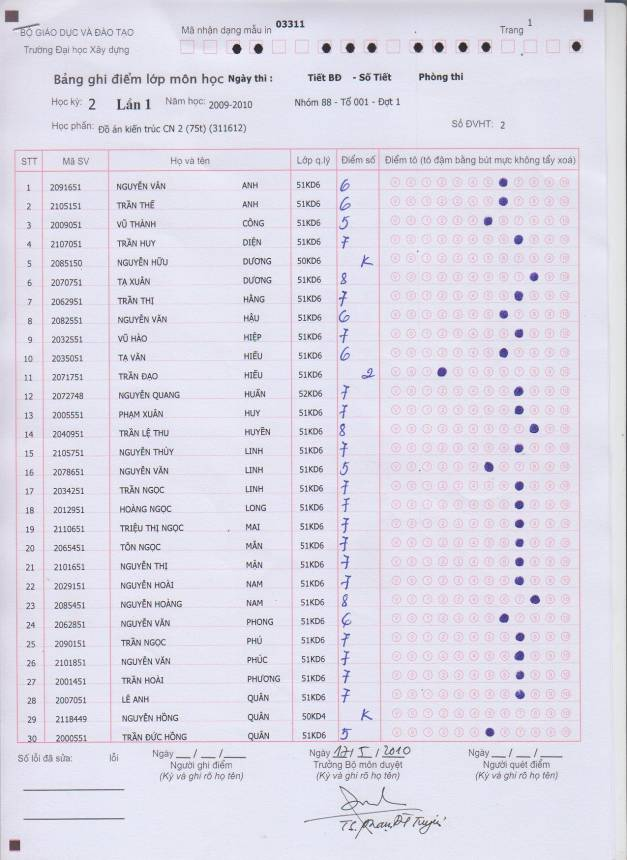 BỘ GIÁO DỤC VÀ ĐÀO TẠO
Trường Đại học Xây dựng
Mã nhận dạng mẫu in 03311
Trang 1
Bảng ghi điểm lớp môn học Ngày thi : Tiết BĐ - Số Tiết Phòng thi
Học kỳ: 2 Lần 1 Năm học: 2009-2010 Nhóm 88 - Tổ 001 - Đợt 1
Học phần: Đồ án kiến trúc CN 2 (75t) (311612) Số ĐVHT: 2
STT Mã SV Họ và tên Lớp q.lý Điểm số Điểm tô (tô đậm bằng bút mực không tẩy xoá)
1 2091651 NGUYỄN VĂN ANH 51KD6 6
2 2105151 TRẦN THẾ ANH 51KD6 6
3 2009051 VŨ THÀNH CÔNG 51KD6 5
4 2107051 TRẦN HUY DIỆN 51KD6 7
5 2085150 NGUYỄN HỮU DƯƠNG 50KD6 K
6 2070751 TẠ XUÂN DƯƠNG 51KD6 8
7 2062951 TRẦN THỊ HẰNG 51KD6 7
8 2082551 NGUYỄN VĂN HẬU 51KD6 6
9 2032551 VŨ HÀO HIỆP 51KD6 7
10 2035051 TẠ VĂN HIẾU 51KD6 6
11 2071751 TRẦN ĐẠO HIẾU 51KD6 2
12 2072748 NGUYỄN QUANG HUẤN 52KD6 7
13 2005551 PHẠM XUÂN HUY 51KD6 7
14 2040951 TRẦN LỆ THU HUYỀN 51KD6 8
15 2105751 NGUYỄN THÙY LINH 51KD6 7
16 2078651 NGUYỄN VĂN LINH 51KD6 5
17 2034251 TRẦN NGỌC LINH 51KD6 7
18 2012951 HOÀNG NGỌC LONG 51KD6 7
19 2110651 TRIỆU THỊ NGỌC MAI 51KD6 7
20 2065451 TÔN NGỌC MẪN 51KD6 7
21 2101651 NGUYỄN THỊ MẬN 51KD6 7
22 2029151 NGUYỄN HOÀI NAM 51KD6 7
23 2085451 NGUYỄN HOÀNG NAM 51KD6 8
24 2062851 NGUYỄN VĂN PHONG 51KD6 6
25 2090151 TRẦN NGỌC PHÚ 51KD6 7
26 2101851 NGUYỄN VĂN PHÚC 51KD6 7
27 2001451 TRẦN HOÀI PHƯƠNG 51KD6 7
28 2007051 LÊ ANH QUÂN 51KD6 7
29 2118449 NGUYỄN HỒNG QUÂN 50KD4 K
30 2000551 TRẦN ĐỨC HỒNG QUÂN 51KD6 5
Số lỗi đã sửa: lỗi Ngày __/__/__ Ngày 17/5/2010 Ngày __/__/__
Người ghi điểm Trưởng Bộ môn duyệt Người quét điểm
(Ký và ghi rõ họ tên) (Ký và ghi rõ họ tên) (Ký và ghi rõ họ tên)
TS.